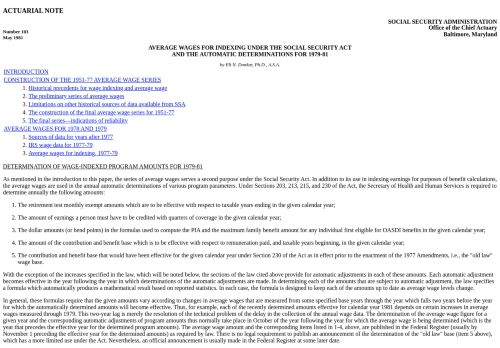 ACTUARIAL NOTE
SOCIAL SECURITY ADMINISTRATION
Number 103
Office of the Chief Actuary
May 1981
Baltimore, Maryland
AVERAGE WAGES FOR INDEXING UNDER THE SOCIAL SECURITY ACT
AND THE AUTOMATIC DETERMINATIONS FOR 1979-81
by Eli N. Donkar, Ph.D., A.S.A.
INTRODUCTION
CONSTRUCTION OF THE 1951-77 AVERAGE WAGE SERIES
1. Historical precedents for wage indexing and average wage
2. The preliminary series of average wages
3. Limitations on other historical sources of data available from SSA
4. The construction of the final average wage series for 1951-77
5. The final series—indications of reliability
AVERAGE WAGES FOR 1978 AND 1979
1. Sources of data for years after 1977
2. IRS wage data for 1977-79
3. Average wages for indexing, 1977-79
DETERMINATION OF WAGE-INDEXED PROGRAM AMOUNTS FOR 1979-81
As mentioned in the introduction to this paper, the series of average wages serves a second purpose under the Social Security Act. In addition to its use in indexing earnings for purposes of benefit calculations,
the average wages are used in the annual automatic determinations of various program parameters. Under Sections 203, 213, 215, and 230 of the Act, the Secretary of Health and Human Services is required to
determine annually the following amounts:
1. The retirement test monthly exempt amounts which are to be effective with respect to taxable years ending in the given calendar year;
2. The amount of earnings a person must have to be credited with quarters of coverage in the given calendar year;
3. The dollar amounts (or bend points) in the formulas used to compute the PIA and the maximum family benefit amount for any individual first eligible for OASDI benefits in the given calendar year;
4. The amount of the contribution and benefit base which is to be effective with respect to remuneration paid, and taxable years beginning, in the given calendar year;
5. The contribution and benefit base that would have been effective for the given calendar year under Section 230 of the Act as in effect prior to the enactment of the 1977 Amendments, i.e., the "old law"
wage base.
With the exception of the increases specified in the law, which will be noted below, the sections of the law cited above provide for automatic adjustments in each of these amounts. Each automatic adjustment
becomes effective in the year following the year in which determinations of the automatic adjustments are made. In determining each of the amounts that are subject to automatic adjustment, the law specifies
a formula which automatically produces a mathematical result based on reported statistics. In each case, the formula is designed to keep each of the amounts up to date as average wage levels change.
In general, these formulas require that the given amounts vary according to changes in average wages that are measured from some specified base years through the year which falls two years before the year
for which the automatically determined amounts will become effective. Thus, for example, each of the recently determined amounts effective for calendar year 1981 depends on certain increases in average
wages measured through 1979. This two-year lag is merely the resolution of the technical problem of the delay in the collection of the annual wage data. The determination of the average wage figure for a
given year and the corresponding automatic adjustments of program amounts thus normally take place in October of the year following the year for which the average wage is being determined (which is the
year that precedes the effective year for the determined program amounts). The average wage amount and the corresponding items listed in 1-4, above, are published in the Federal Register (usually by
November 1 preceding the effective year for the determined amounts) as required by law. There is no legal requirement to publish an announcement of the determination of the "old law" base (item 5, above),
which has a more limited use under the Act. Nevertheless, an official announcement is usually made in the Federal Register at some later date.